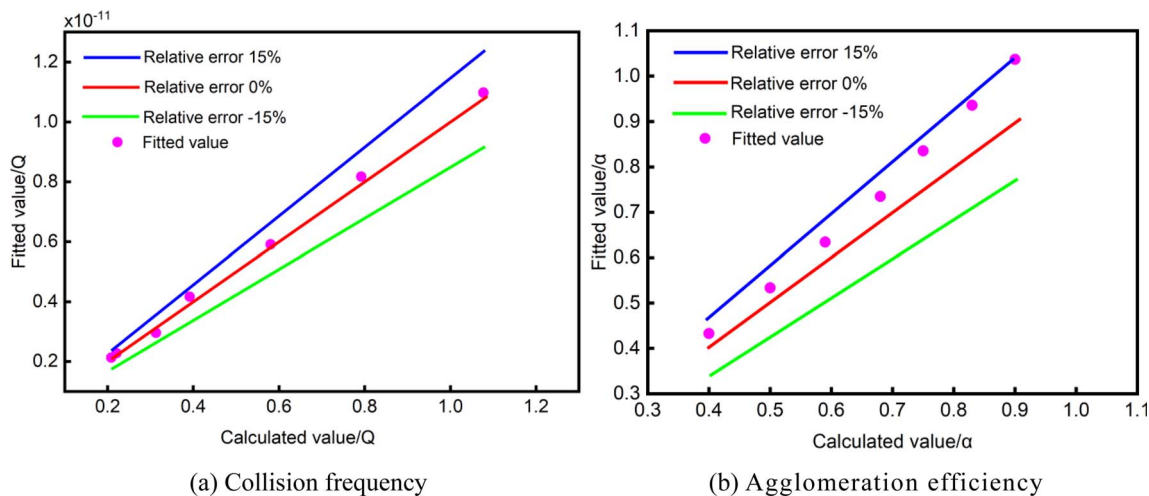 x10⁻¹¹
1.2
1.0
0.8
0.6
0.4
0.2
Fitted value/Q
Relative error 15%
Relative error 0%
Relative error -15%
Fitted value
0.2 0.4 0.6 0.8 1.0 1.2
Calculated value/Q
(a) Collision frequency
1.1
1.0
0.9
0.8
0.7
0.6
0.5
0.4
0.3
Fitted value/α
Relative error 15%
Relative error 0%
Relative error -15%
Fitted value
0.3 0.4 0.5 0.6 0.7 0.8 0.9 1.0 1.1
Calculated value/α
(b) Agglomeration efficiency